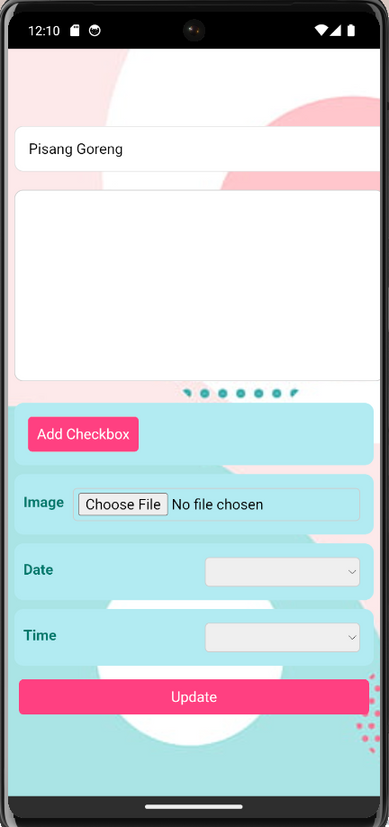 12:10
Pisang Goreng
Add Checkbox
Image Choose File No file chosen
Date
Time
Update